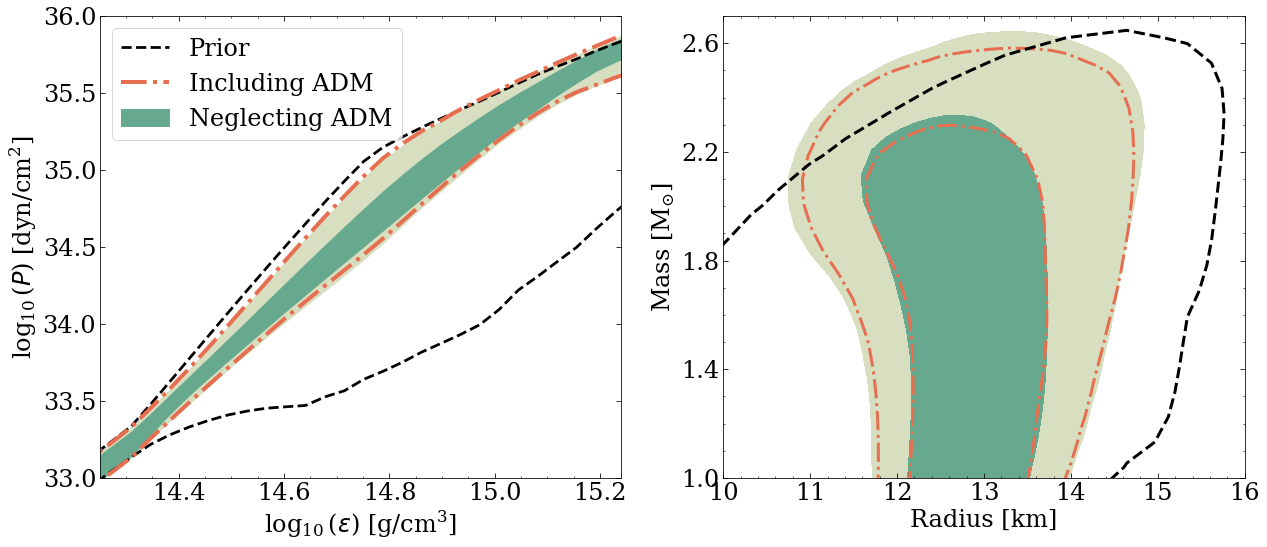 36.0
35.5
35.0
34.5
34.0
33.5
33.0
log₁₀(P) [dyn/cm²]
Prior
Including ADM
Neglecting ADM
14.4 14.6 14.8 15.0 15.2
log₁₀(ε) [g/cm³]
2.6
2.2
1.8
1.4
1.0
Mass [M⊙]
10 11 12 13 14 15 16
Radius [km]